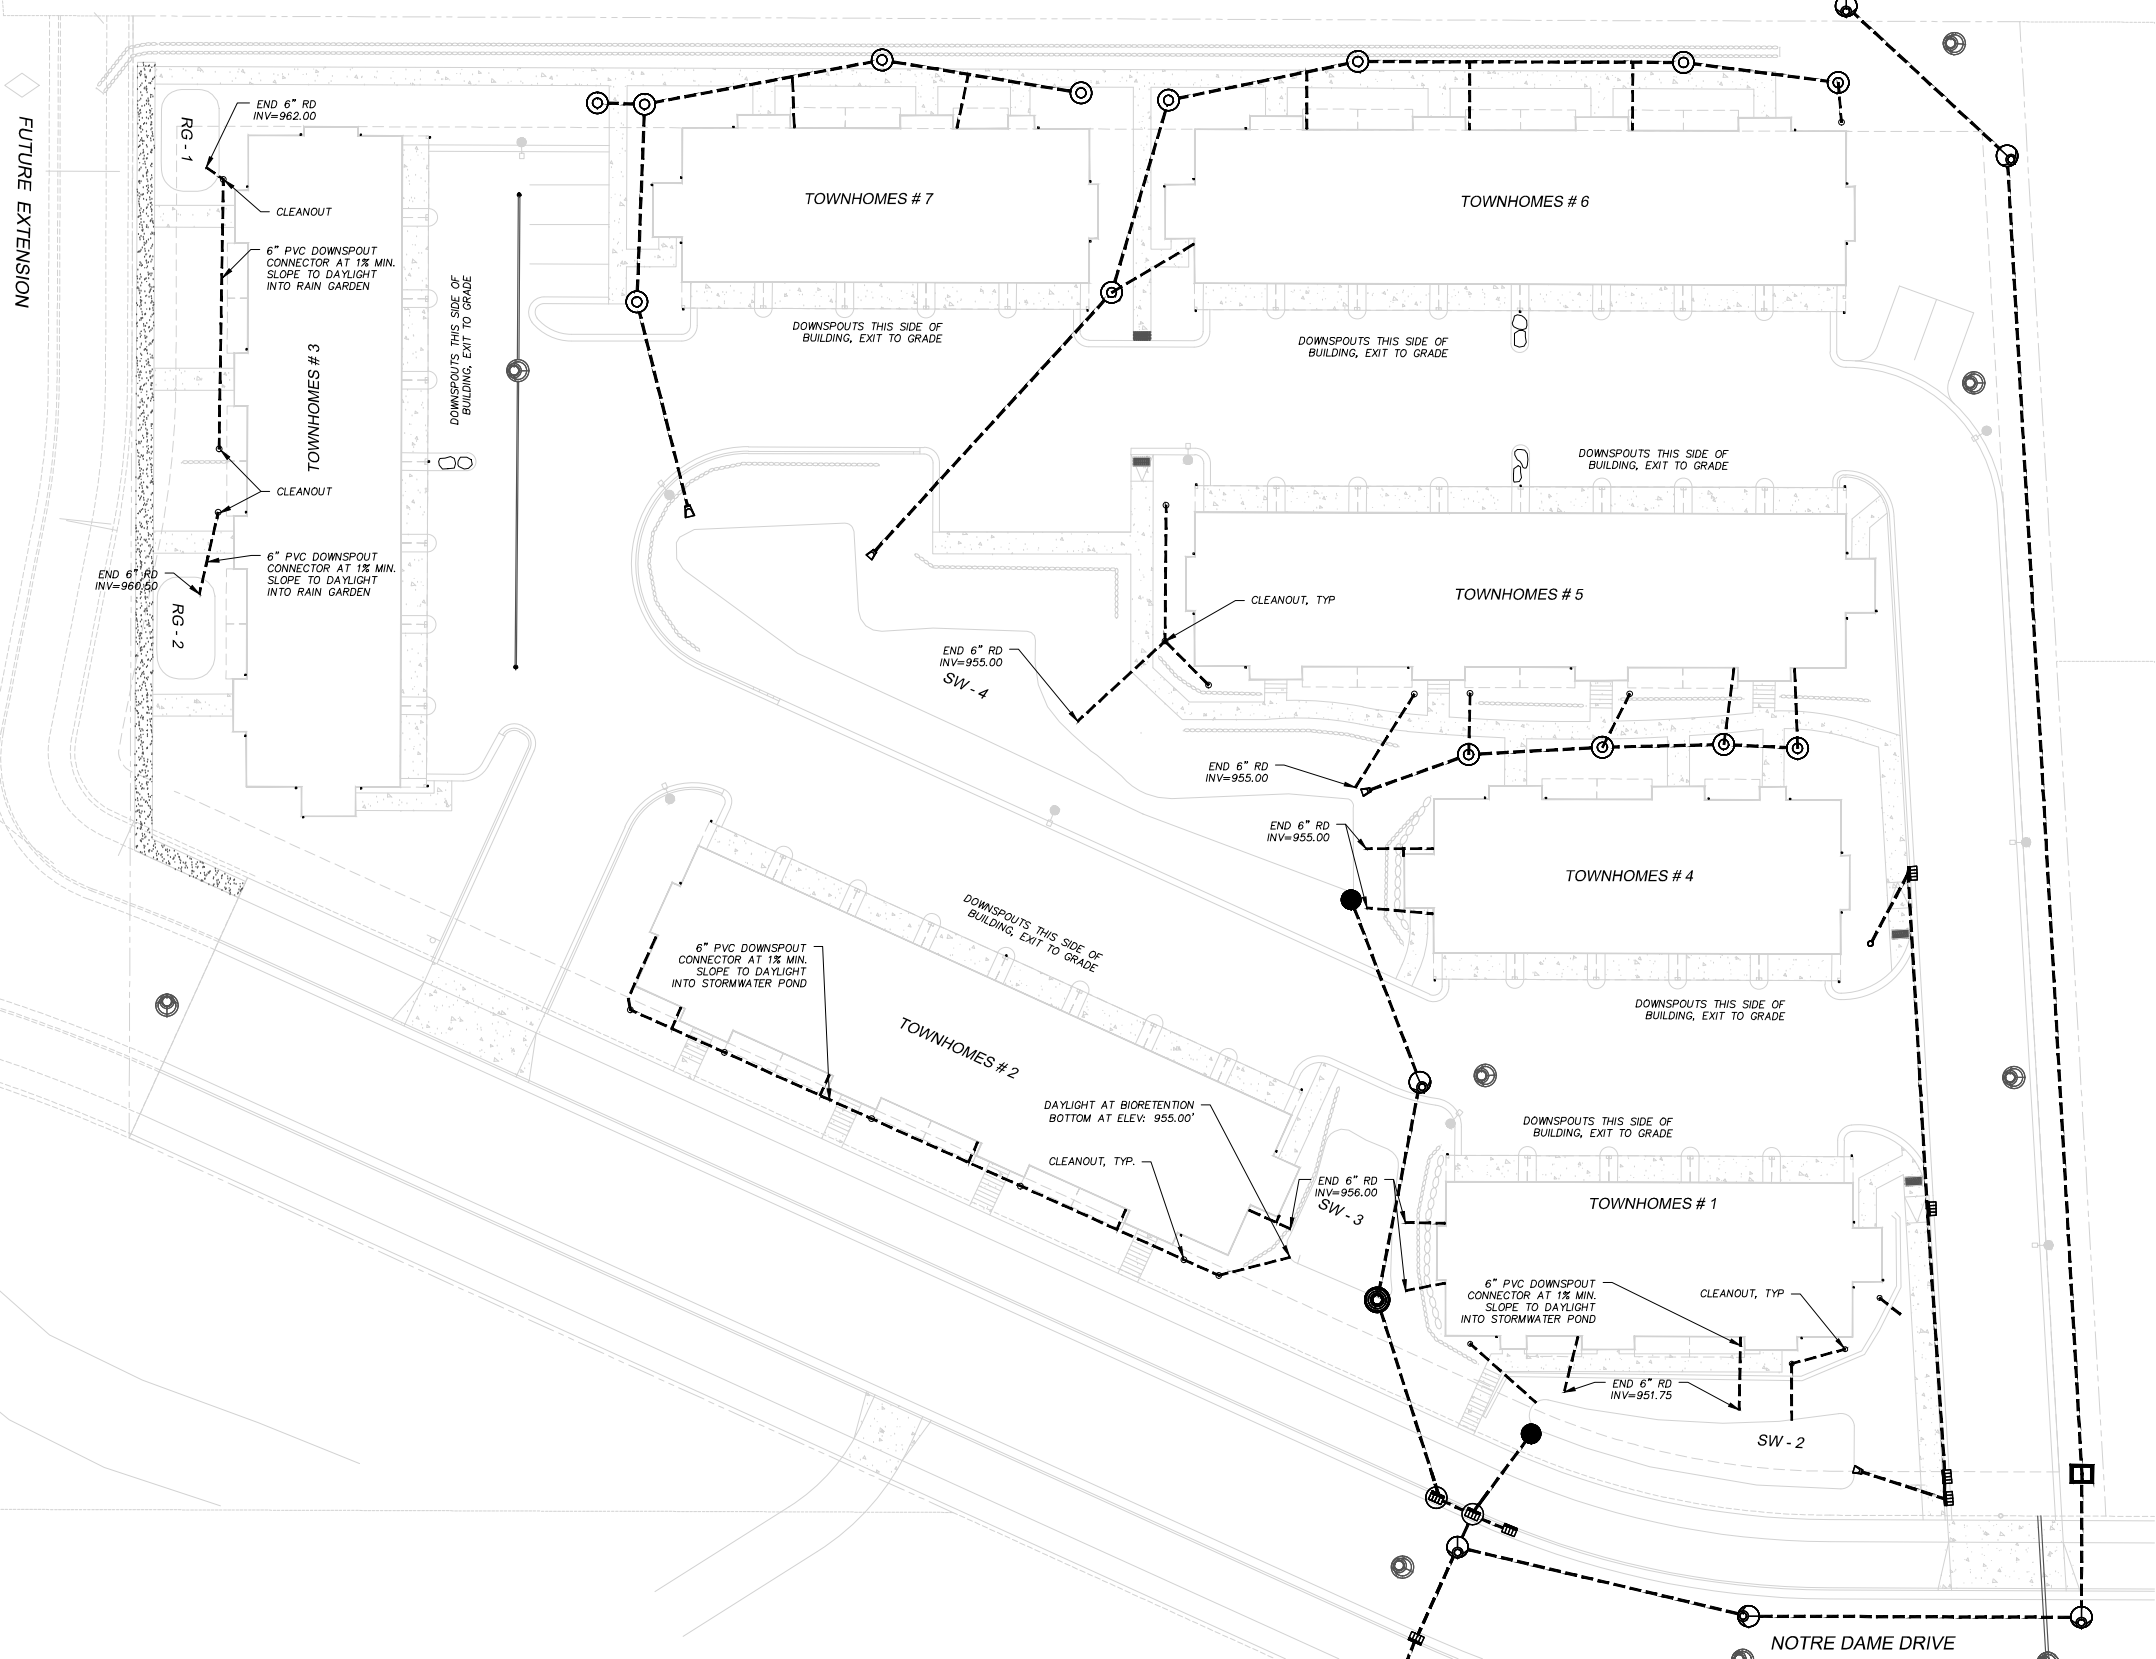 END 6" RD
INV=962.00
RG - 1
FUTURE EXTENSION
CLEANOUT
6" PVC DOWNSPOUT
CONNECTOR AT 1% MIN.
SLOPE TO DAYLIGHT
INTO RAIN GARDEN
TOWNHOMES # 3
DOWNSPOUTS THIS SIDE OF
BUILDING, EXIT TO GRADE
CLEANOUT
6" PVC DOWNSPOUT
CONNECTOR AT 1% MIN.
SLOPE TO DAYLIGHT
INTO RAIN GARDEN
END 6" RD
INV=960.50
RG - 2
TOWNHOMES # 7
DOWNSPOUTS THIS SIDE OF
BUILDING, EXIT TO GRADE
TOWNHOMES # 6
DOWNSPOUTS THIS SIDE OF
BUILDING, EXIT TO GRADE
DOWNSPOUTS THIS SIDE OF
BUILDING, EXIT TO GRADE
TOWNHOMES # 5
CLEANOUT, TYP
END 6" RD
INV=955.00
SW - 4
END 6" RD
INV=955.00
END 6" RD
INV=955.00
TOWNHOMES # 4
DOWNSPOUTS THIS SIDE OF
BUILDING, EXIT TO GRADE
DOWNSPOUTS THIS SIDE OF
BUILDING, EXIT TO GRADE
6" PVC DOWNSPOUT
CONNECTOR AT 1% MIN.
SLOPE TO DAYLIGHT
INTO STORMWATER POND
TOWNHOMES # 2
DAYLIGHT AT BIORETENTION
BOTTOM AT ELEV: 955.00'
CLEANOUT, TYP.
DOWNSPOUTS THIS SIDE OF
BUILDING, EXIT TO GRADE
END 6" RD
INV=956.00
SW - 3
TOWNHOMES # 1
6" PVC DOWNSPOUT
CONNECTOR AT 1% MIN.
SLOPE TO DAYLIGHT
INTO STORMWATER POND
CLEANOUT, TYP
END 6" RD
INV=951.75
SW - 2
NOTRE DAME DRIVE